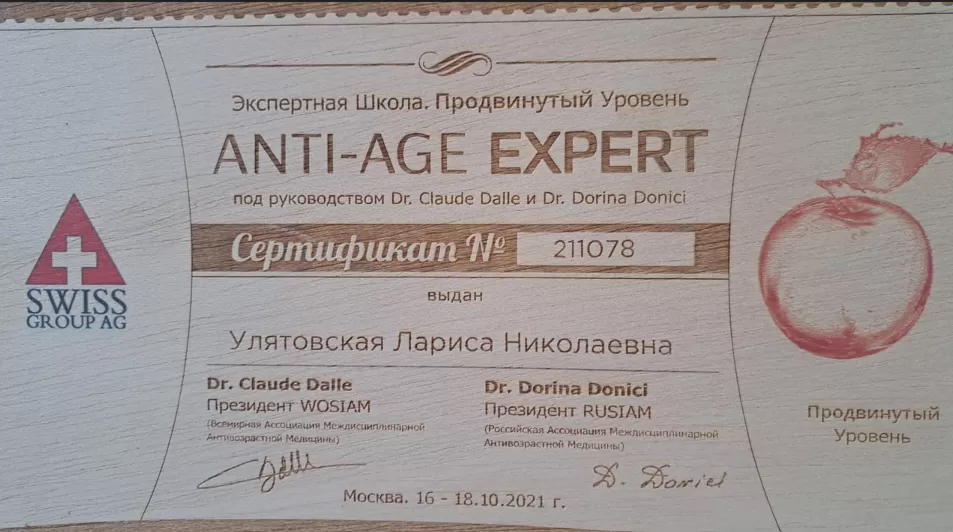 Экспертная Школа. Продвинутый Уровень
ANTI-AGE EXPERT
под руководством Dr. Claude Dalle и Dr. Dorina Donici
Сертификат № 211078
выдан
Улятовская Лариса Николаевна
Dr. Claude Dalle
Президент WOSIAM
(Всемирная Ассоциация Междисциплинарной
Антивозрастной Медицины)
Dr. Dorina Donici
Президент RUSIAM
(Российская Ассоциация Междисциплинарной
Антивозрастной Медицины)
Москва. 16 - 18.10.2021 г.
SWISS
GROUP AG
Продвинутый
Уровень